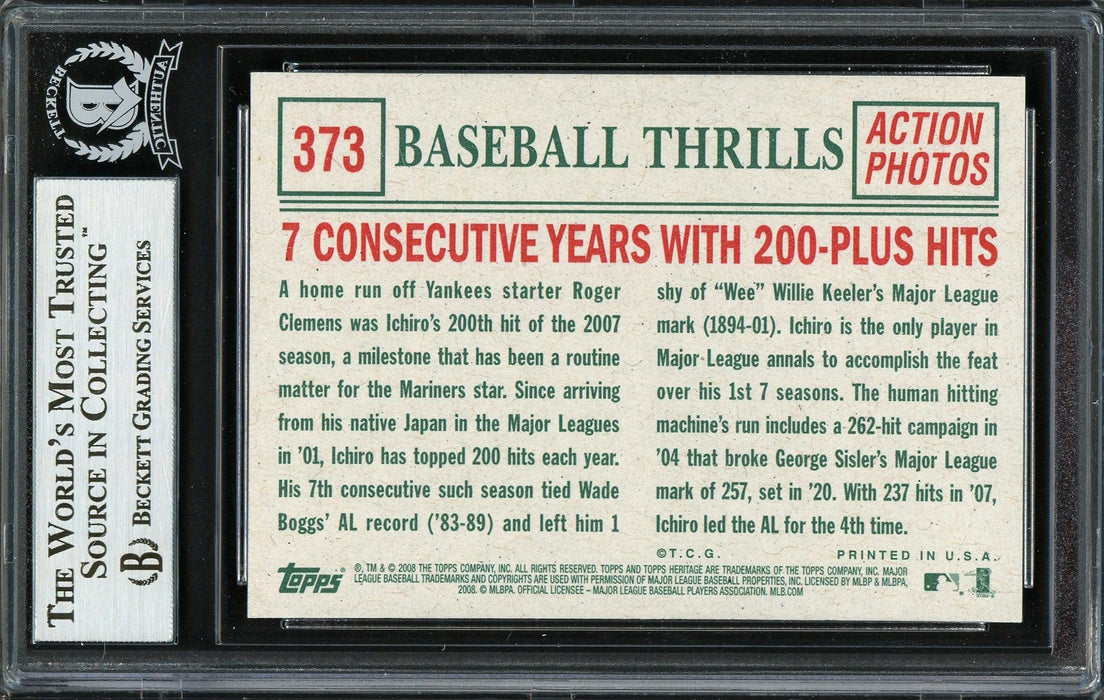 BECKETT
AUTHENTIC
B
THE WORLD'S MOST TRUSTED
SOURCE IN COLLECTING™
B BECKETT GRADING SERVICES
373
BASEBALL THRILLS
ACTION
PHOTOS
7 CONSECUTIVE YEARS WITH 200-PLUS HITS
A home run off Yankees starter Roger
Clemens was Ichiro's 200th hit of the 2007
season, a milestone that has been a routine
matter for the Mariners star. Since arriving
from his native Japan in the Major Leagues
in '01, Ichiro has topped 200 hits each year.
His 7th consecutive such season tied Wade
Boggs' AL record ('83-89) and left him 1
shy of "Wee" Willie Keeler's Major League
mark (1894-01). Ichiro is the only player in
Major League annals to accomplish the feat
over his 1st 7 seasons. The human hitting
machine's run includes a 262-hit campaign in
'04 that broke George Sisler's Major League
mark of 257, set in '20. With 237 hits in '07,
Ichiro led the AL for the 4th time.
©T.C.G.
PRINTED IN U.S.A.
topps
®, TM & © 2008 THE TOPPS COMPANY, INC. ALL RIGHTS RESERVED. TOPPS AND TOPPS HERITAGE ARE TRADEMARKS OF THE TOPPS COMPANY, INC. MAJOR
LEAGUE BASEBALL TRADEMARKS AND COPYRIGHTS ARE USED WITH PERMISSION OF MAJOR LEAGUE BASEBALL PROPERTIES, INC. LICENSED BY MLBP & MLBPA,
2008. © MLBPA. OFFICIAL LICENSEE – MAJOR LEAGUE BASEBALL PLAYERS ASSOCIATION. MLB.COM